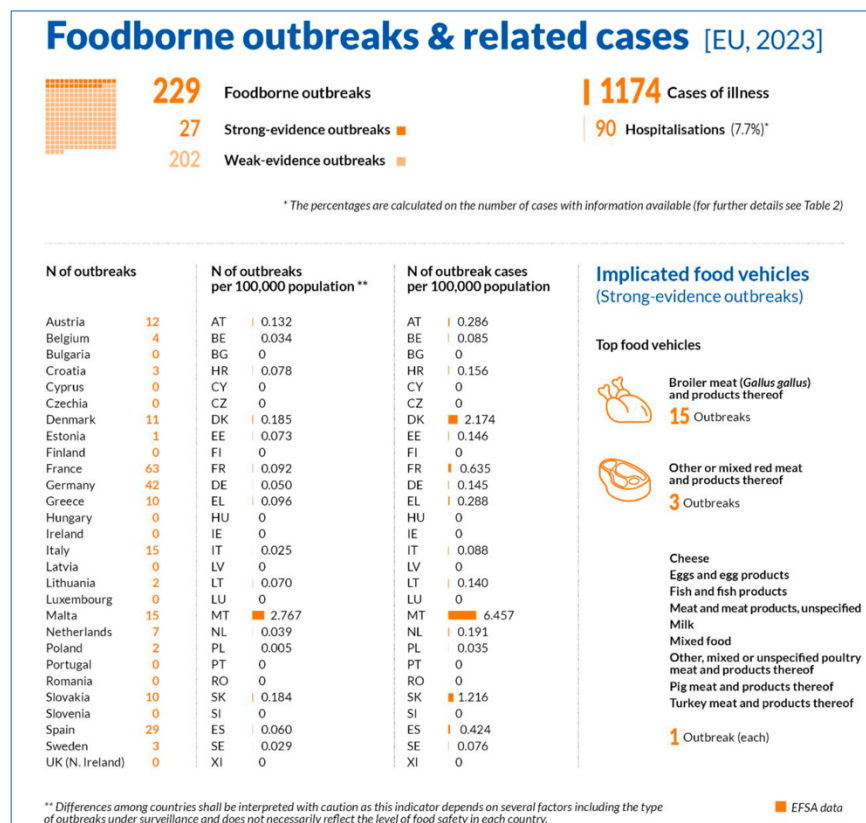 Foodborne outbreaks & related cases [EU, 2023]
229 Foodborne outbreaks
27 Strong-evidence outbreaks
202 Weak-evidence outbreaks
1174 Cases of illness
90 Hospitalisations (7.7%)*
* The percentages are calculated on the number of cases with information available (for further details see Table 2)
N of outbreaks
Austria 12
Belgium 4
Bulgaria 0
Croatia 3
Cyprus 0
Czechia 0
Denmark 11
Estonia 1
Finland 0
France 63
Germany 42
Greece 10
Hungary 0
Ireland 0
Italy 15
Latvia 0
Lithuania 2
Luxembourg 0
Malta 15
Netherlands 7
Poland 2
Portugal 0
Romania 0
Slovakia 10
Slovenia 0
Spain 29
Sweden 3
UK (N. Ireland) 0
N of outbreaks
per 100,000 population **
AT 0.132
BE 0.034
BG 0
HR 0.078
CY 0
CZ 0
DK 0.185
EE 0.073
FI 0
FR 0.092
DE 0.050
EL 0.096
HU 0
IE 0
IT 0.025
LV 0
LT 0.070
LU 0
MT 2.767
NL 0.039
PL 0.005
PT 0
RO 0
SK 0.184
SI 0
ES 0.060
SE 0.029
XI 0
N of outbreak cases
per 100,000 population
AT 0.286
BE 0.085
BG 0
HR 0.156
CY 0
CZ 0
DK 2.174
EE 0.146
FI 0
FR 0.635
DE 0.145
EL 0.288
HU 0
IE 0
IT 0.088
LV 0
LT 0.140
LU 0
MT 6.457
NL 0.191
PL 0.035
PT 0
RO 0
SK 1.216
SI 0
ES 0.424
SE 0.076
XI 0
Implicated food vehicles
(Strong-evidence outbreaks)
Top food vehicles
Broiler meat (Gallus gallus)
and products thereof
15 Outbreaks
Other or mixed red meat
and products thereof
3 Outbreaks
Cheese
Eggs and egg products
Fish and fish products
Meat and meat products, unspecified
Milk
Mixed food
Other, mixed or unspecified poultry
meat and products thereof
Pig meat and products thereof
Turkey meat and products thereof
1 Outbreak (each)
** Differences among countries shall be interpreted with caution as this indicator depends on several factors including the type
of outbreaks under surveillance and does not necessarily reflect the level of food safety in each country.
EFSA data